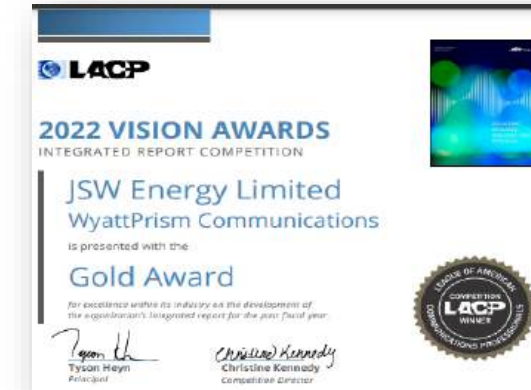 LACP
2022 VISION AWARDS
INTEGRATED REPORT COMPETITION
JSW Energy Limited
WyattPrism Communications
is presented with the
Gold Award
for excellence within its industry on the development of
the organization's integrated report for the past fiscal year
Tyson Heyn
Principal
Christine Kennedy
Christine Kennedy
Competition Director
LEAGUE OF AMERICAN
COMMUNICATIONS PROFESSIONALS
COMPETITION
LACP
WINNER